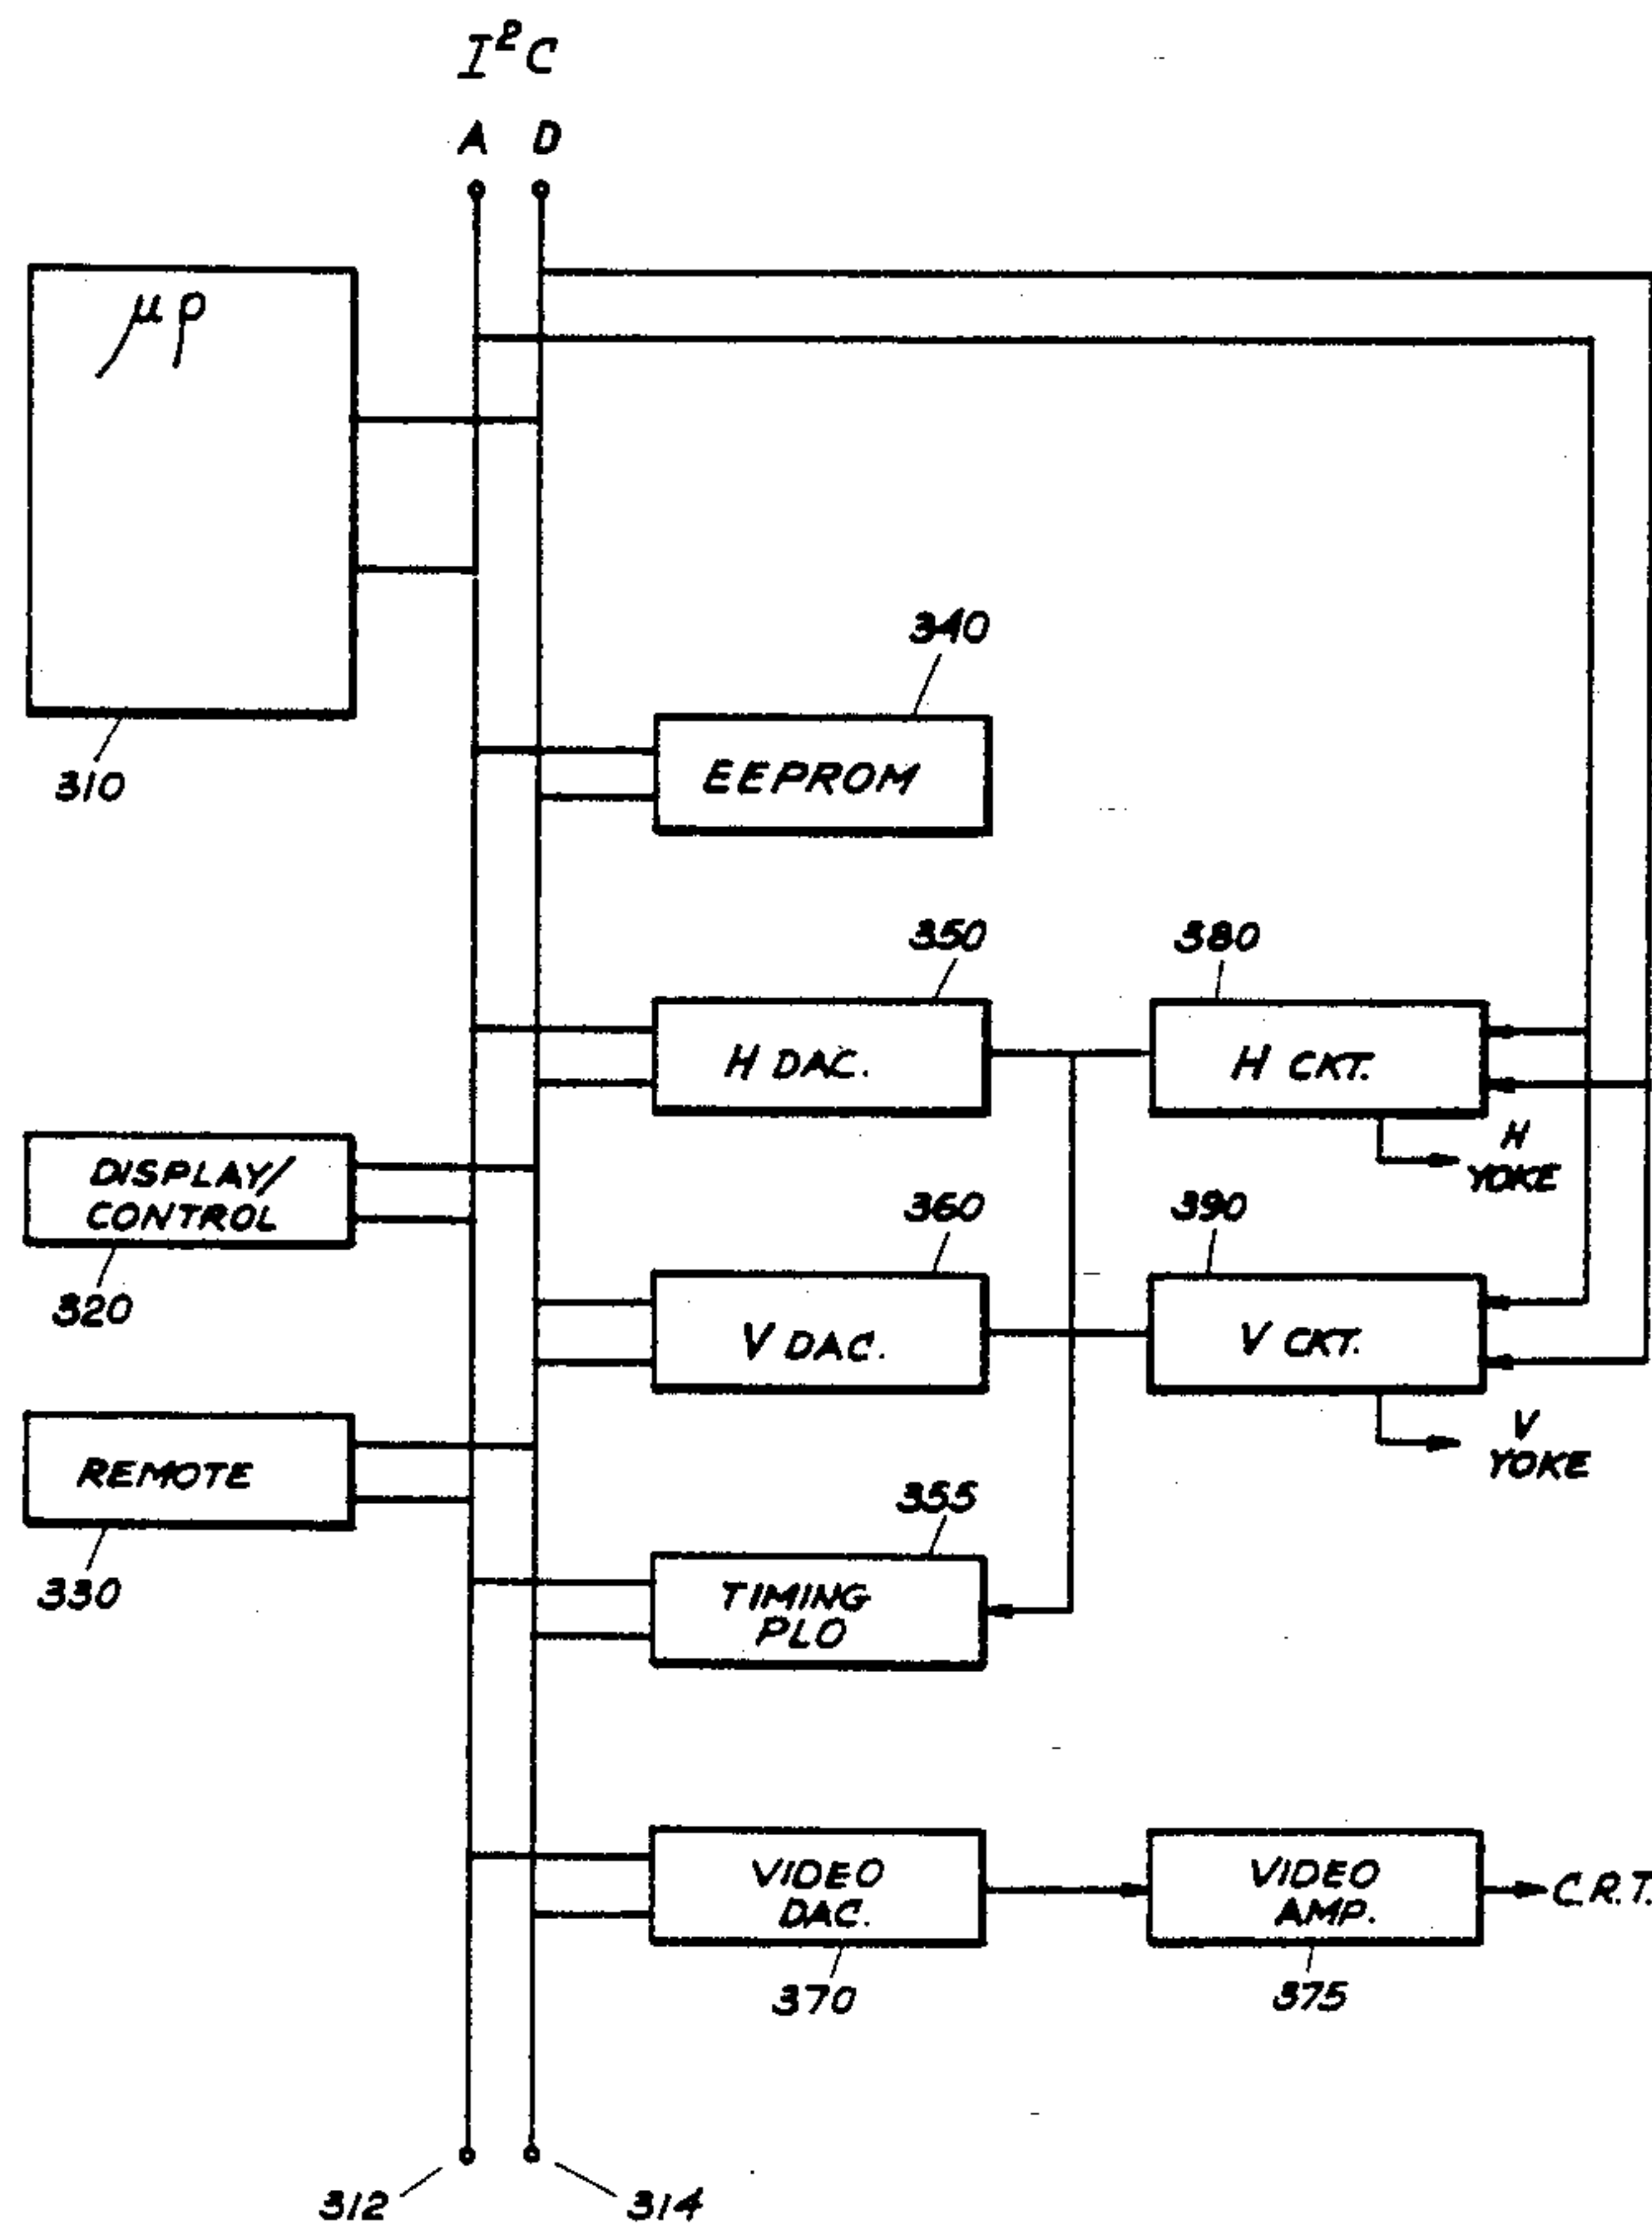 I²C
A D
μP
310
340
EEPROM
350
380
H DAC.
H CKT.
H
YOKE
DISPLAY/
CONTROL
320
360
390
V DAC.
V CKT.
V
YOKE
REMOTE
330
355
TIMING
PLO
VIDEO
DAC.
370
VIDEO
AMP.
375
C.R.T.
312
314